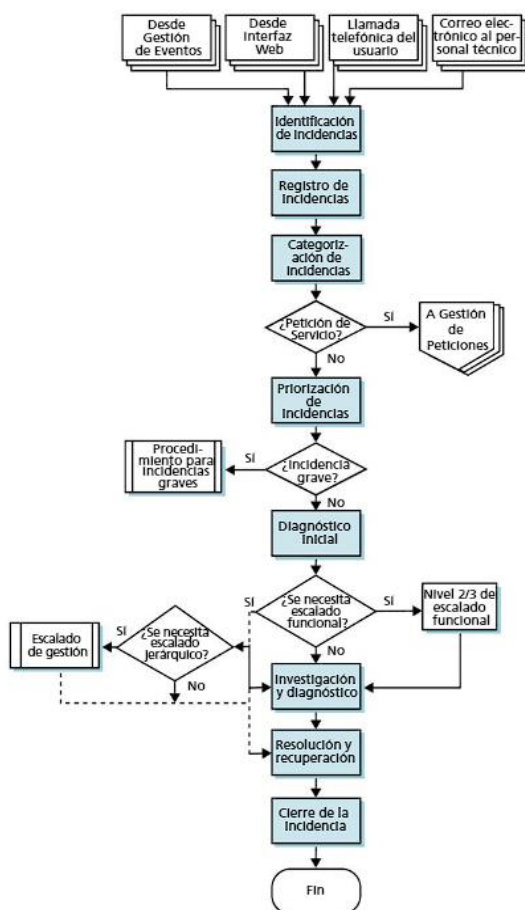 Desde
Gestión
de Eventos
Desde
Interfaz
Web
Llamada
telefónica del
usuario
Correo elec-
trónico al per-
sonal técnico
Identificación
de Incidencias
Registro de
Incidencias
Categoriz-
ación de
Incidencias
¿Petición de
Servicio?
Sí
A Gestión
de
Peticiones
No
Priorización
de
Incidencias
Procedi-
miento para
Incidencias
graves
Sí
¿Incidencia
grave?
No
Diagnóstico
Inicial
¿Se necesita
escalado
funcional?
Sí
Sí
Nivel 2/3 de
escalado
funcional
No
¿Se necesita
escalado
jerárquico?
Sí
Escalado
de gestión
No
Investigación
y diagnóstico
Resolución y
recuperación
Cierre de la
Incidencia
Fin